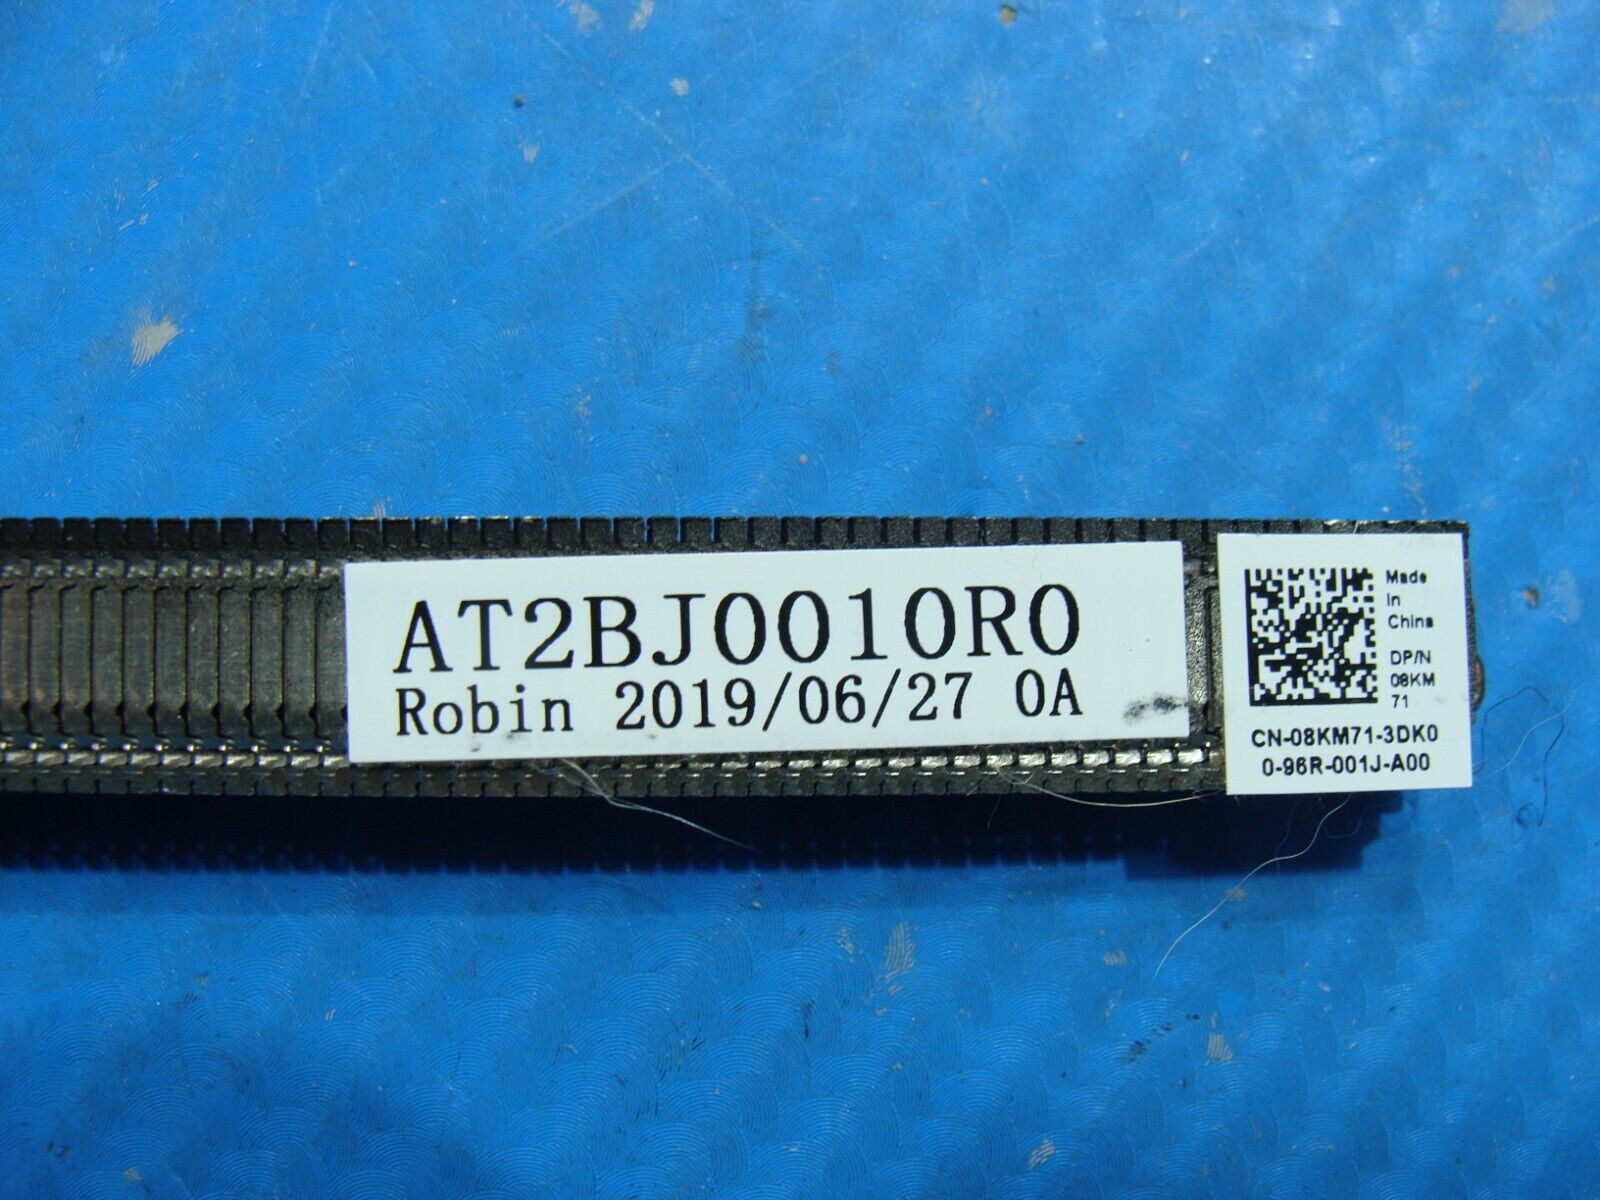 AT2BJ0010R0
Robin 2019/06/27 0A
Made
In
China
DP/N
08KM
71
CN-08KM71-3DK0
0-96R-001J-A00